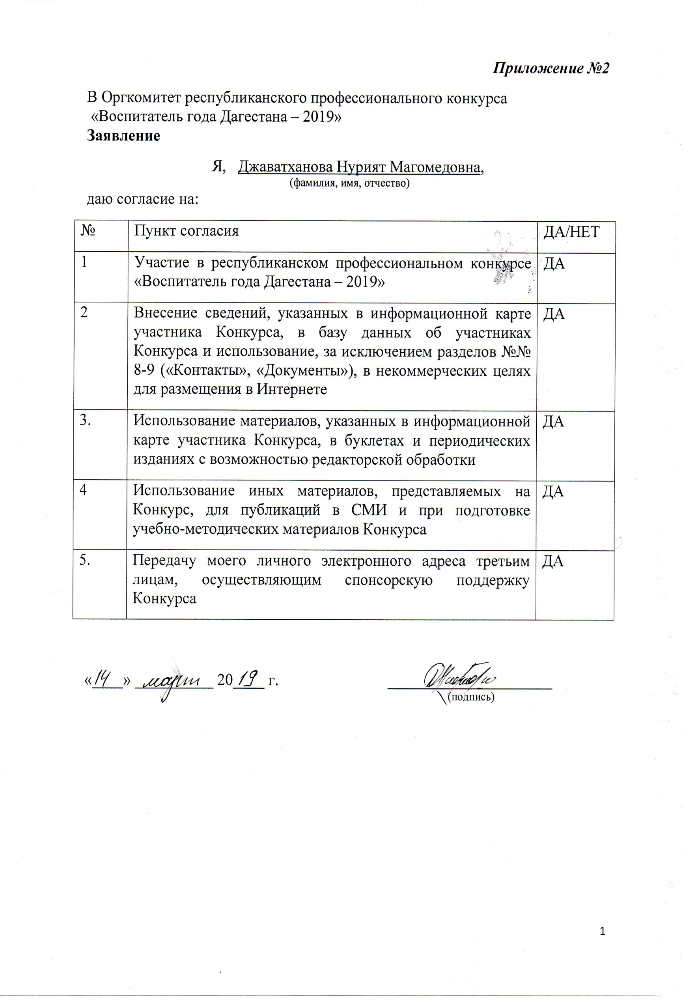 Приложение №2
В Оргкомитет республиканского профессионального конкурса
«Воспитатель года Дагестана – 2019»
Заявление
Я, Джаватханова Нурият Магомедовна,
(фамилия, имя, отчество)
даю согласие на:
№ Пункт согласия ДА/НЕТ
1 Участие в республиканском профессиональном конкурсе ДА
«Воспитатель года Дагестана – 2019»
2 Внесение сведений, указанных в информационной карте ДА
участника Конкурса, в базу данных об участниках
Конкурса и использование, за исключением разделов №№
8-9 («Контакты», «Документы»), в некоммерческих целях
для размещения в Интернете
3. Использование материалов, указанных в информационной ДА
карте участника Конкурса, в буклетах и периодических
изданиях с возможностью редакторской обработки
4 Использование иных материалов, представляемых на ДА
Конкурс, для публикаций в СМИ и при подготовке
учебно-методических материалов Конкурса
5. Передачу моего личного электронного адреса третьим ДА
лицам, осуществляющим спонсорскую поддержку
Конкурса
«14» март 2019 г.
(подпись)
1